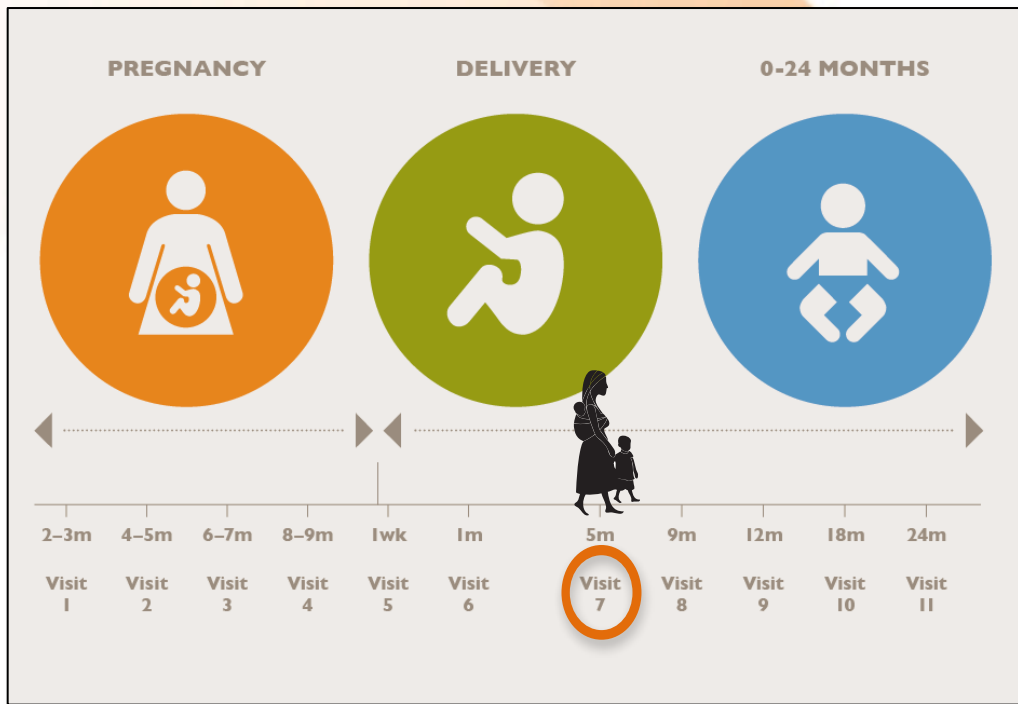 PREGNANCY DELIVERY 0-24 MONTHS
2–3m 4–5m 6–7m 8–9m 1wk 1m 5m 9m 12m 18m 24m
Visit Visit Visit Visit Visit Visit Visit Visit Visit Visit Visit
1 2 3 4 5 6 7 8 9 10 11